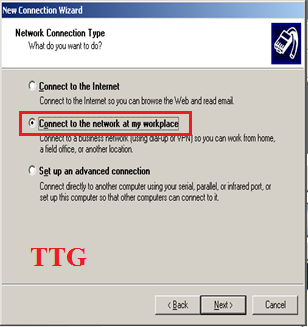 New Connection Wizard
Network Connection Type
What do you want to do?
Connect to the Internet
Connect to the Internet so you can browse the Web and read email.
Connect to the network at my workplace
Connect to a business network (using dial-up or VPN) so you can work from home,
a field office, or another location.
Set up an advanced connection
Connect directly to another computer using your serial, parallel, or infrared port, or
set up this computer so that other computers can connect to it.
TTG
< Back
Next >
Cancel